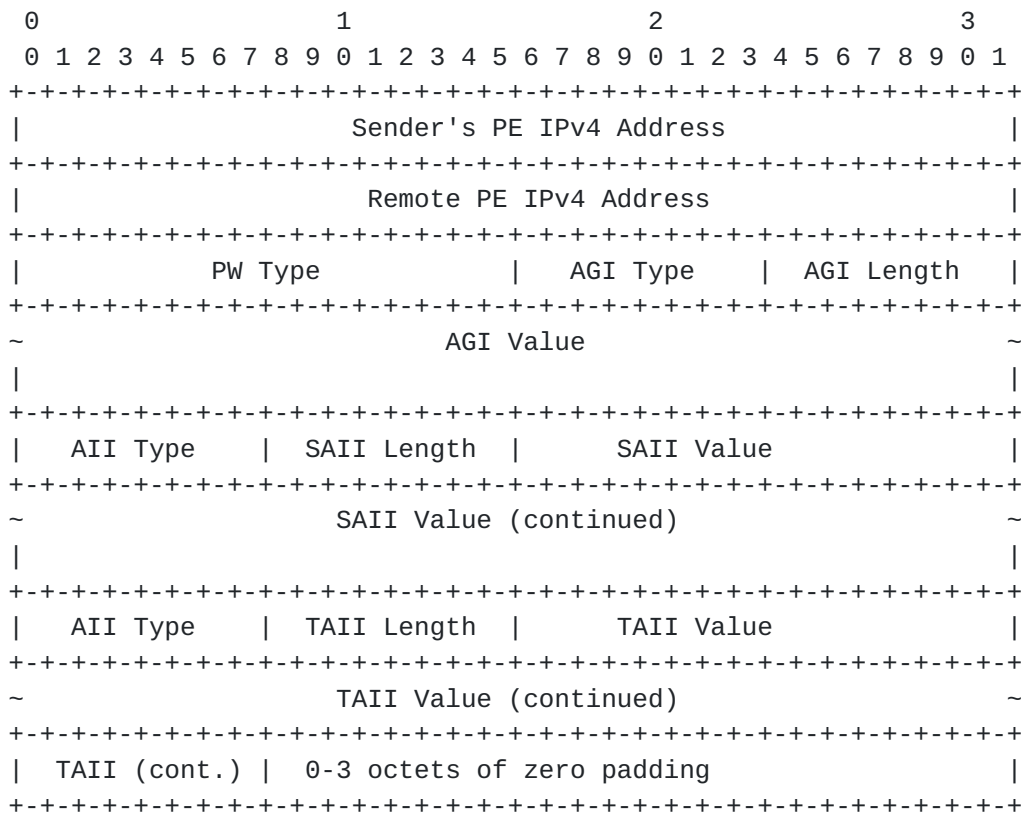 0                   1                   2                   3
 0 1 2 3 4 5 6 7 8 9 0 1 2 3 4 5 6 7 8 9 0 1 2 3 4 5 6 7 8 9 0 1
+-+-+-+-+-+-+-+-+-+-+-+-+-+-+-+-+-+-+-+-+-+-+-+-+-+-+-+-+-+-+-+-+
|                     Sender's PE IPv4 Address                  |
+-+-+-+-+-+-+-+-+-+-+-+-+-+-+-+-+-+-+-+-+-+-+-+-+-+-+-+-+-+-+-+-+
|                      Remote PE IPv4 Address                   |
+-+-+-+-+-+-+-+-+-+-+-+-+-+-+-+-+-+-+-+-+-+-+-+-+-+-+-+-+-+-+-+-+
|            PW Type            |   AGI Type    |  AGI Length   |
+-+-+-+-+-+-+-+-+-+-+-+-+-+-+-+-+-+-+-+-+-+-+-+-+-+-+-+-+-+-+-+-+
~                           AGI Value                           ~
|                                                               |
+-+-+-+-+-+-+-+-+-+-+-+-+-+-+-+-+-+-+-+-+-+-+-+-+-+-+-+-+-+-+-+-+
|   AII Type    |  SAII Length  |      SAII Value               |
+-+-+-+-+-+-+-+-+-+-+-+-+-+-+-+-+-+-+-+-+-+-+-+-+-+-+-+-+-+-+-+-+
~                    SAII Value (continued)                     ~
|                                                               |
+-+-+-+-+-+-+-+-+-+-+-+-+-+-+-+-+-+-+-+-+-+-+-+-+-+-+-+-+-+-+-+-+
|   AII Type    |  TAII Length  |      TAII Value               |
+-+-+-+-+-+-+-+-+-+-+-+-+-+-+-+-+-+-+-+-+-+-+-+-+-+-+-+-+-+-+-+-+
~                    TAII Value (continued)                     ~
+-+-+-+-+-+-+-+-+-+-+-+-+-+-+-+-+-+-+-+-+-+-+-+-+-+-+-+-+-+-+-+-+
|  TAII (cont.) |  0-3 octets of zero padding                   |
+-+-+-+-+-+-+-+-+-+-+-+-+-+-+-+-+-+-+-+-+-+-+-+-+-+-+-+-+-+-+-+-+